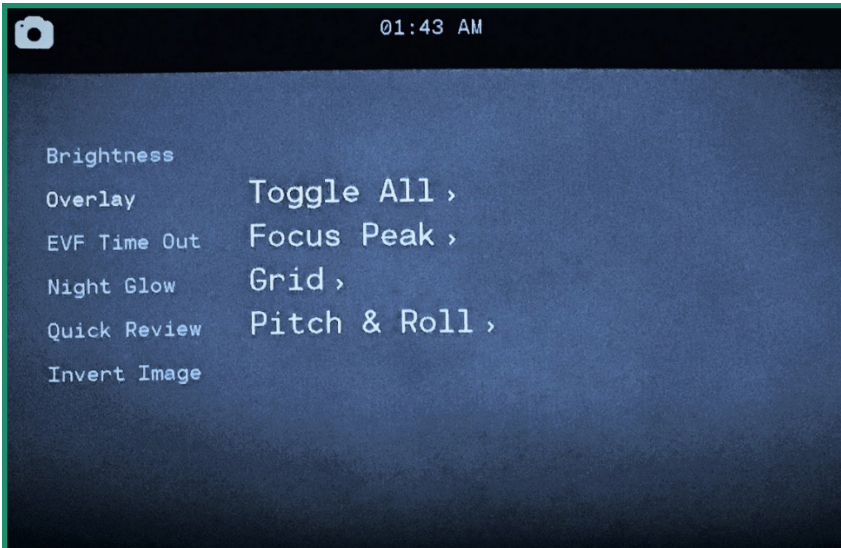 01:43 AM
Brightness
Overlay
EVF Time Out
Night Glow
Quick Review
Invert Image
Toggle All ›
Focus Peak ›
Grid ›
Pitch & Roll ›